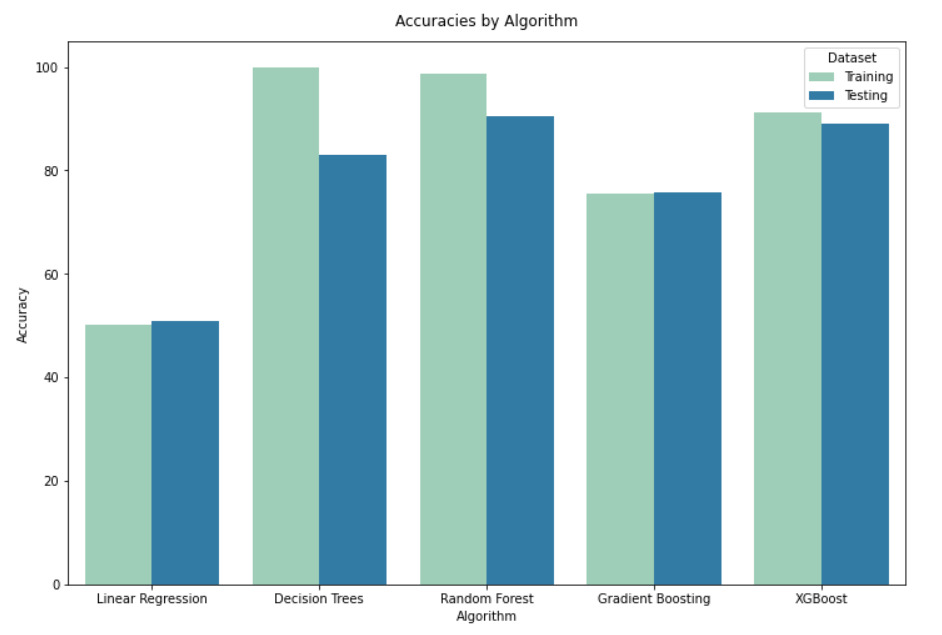 Accuracies by Algorithm
Dataset
Training
Testing
100
80
60
40
20
0
Accuracy
Linear Regression Decision Trees Random Forest Gradient Boosting XGBoost
Algorithm